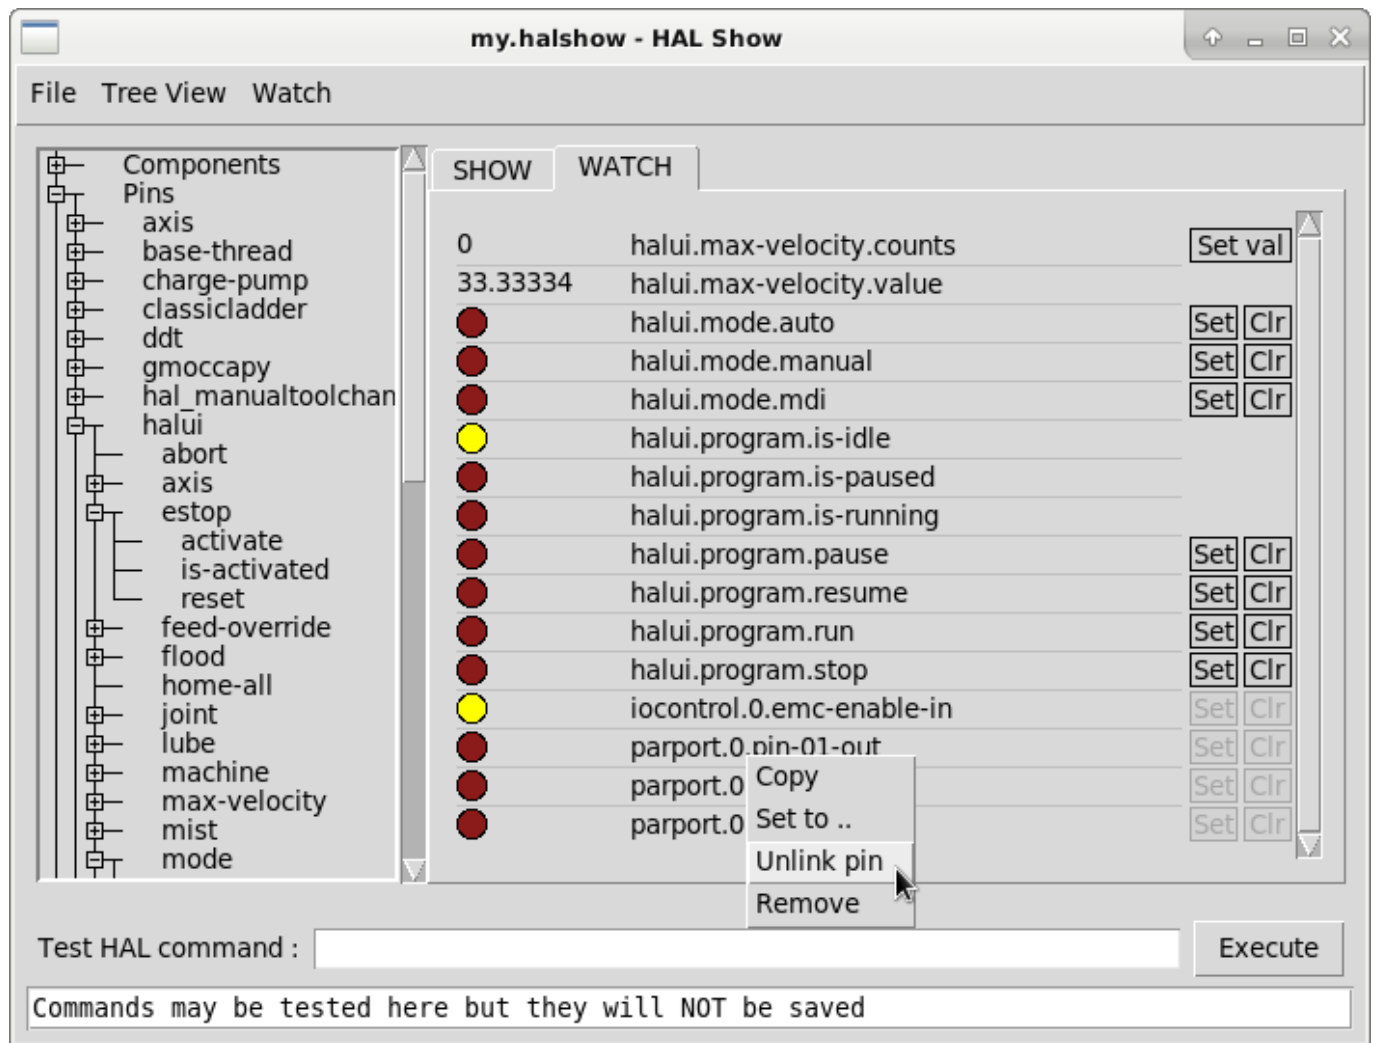 my.halshow - HAL Show
File Tree View Watch
Components
Pins
axis
base-thread
charge-pump
classicladder
ddt
gmoccapy
hal_manualtoolchan
halui
abort
axis
estop
activate
is-activated
reset
feed-override
flood
home-all
joint
lube
machine
max-velocity
mist
mode
SHOW WATCH
0 halui.max-velocity.counts Set val
33.33334 halui.max-velocity.value
halui.mode.auto Set Clr
halui.mode.manual Set Clr
halui.mode.mdi Set Clr
halui.program.is-idle
halui.program.is-paused
halui.program.is-running
halui.program.pause Set Clr
halui.program.resume Set Clr
halui.program.run Set Clr
halui.program.stop Set Clr
iocontrol.0.emc-enable-in Set Clr
parport.0.pin-01-out Set Clr
parport.0 Set Clr
parport.0 Set Clr
Copy
Set to ..
Unlink pin
Remove
Test HAL command : Execute
Commands may be tested here but they will NOT be saved